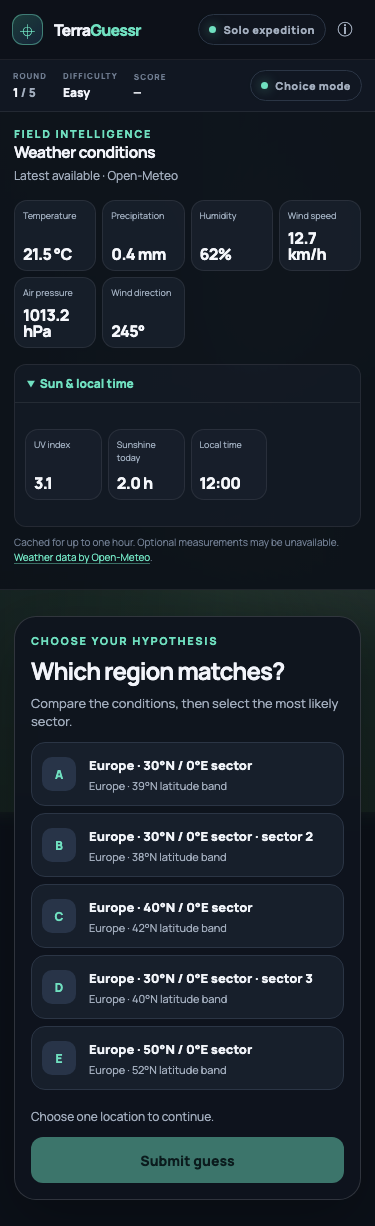 TerraGuessr
Solo expedition
ROUND
1 / 5
DIFFICULTY
Easy
SCORE
–
Choice mode
FIELD INTELLIGENCE
Weather conditions
Latest available · Open-Meteo
Temperature
21.5 °C
Precipitation
0.4 mm
Humidity
62%
Wind speed
12.7
km/h
Air pressure
1013.2
hPa
Wind direction
245°
▼ Sun & local time
UV index
3.1
Sunshine
today
2.0 h
Local time
12:00
Cached for up to one hour. Optional measurements may be unavailable.
Weather data by Open-Meteo.
CHOOSE YOUR HYPOTHESIS
Which region matches?
Compare the conditions, then select the most likely
sector.
A
Europe · 30°N / 0°E sector
Europe · 39°N latitude band
B
Europe · 30°N / 0°E sector · sector 2
Europe · 38°N latitude band
C
Europe · 40°N / 0°E sector
Europe · 42°N latitude band
D
Europe · 30°N / 0°E sector · sector 3
Europe · 40°N latitude band
E
Europe · 50°N / 0°E sector
Europe · 52°N latitude band
Choose one location to continue.
Submit guess